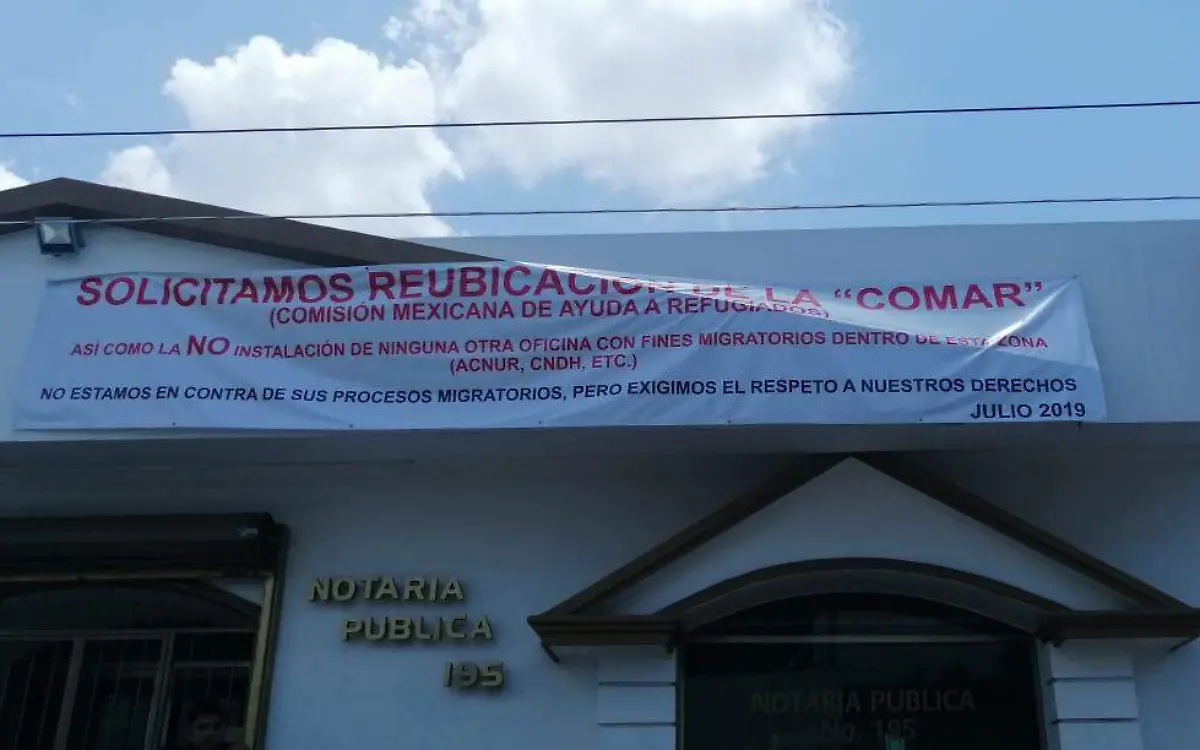 SOLICITAMOS REUBICACIÓN DE LA “COMAR”
(COMISIÓN MEXICANA DE AYUDA A REFUGIADOS)
ASÍ COMO LA NO INSTALACIÓN DE NINGUNA OTRA OFICINA CON FINES MIGRATORIOS DENTRO DE ESTA ZONA
(ACNUR, CNDH, ETC.)
NO ESTAMOS EN CONTRA DE SUS PROCESOS MIGRATORIOS, PERO EXIGIMOS EL RESPETO A NUESTROS DERECHOS
JULIO 2019
NOTARIA
PUBLICA
195
NOTARIA PUBLICA
No. 195